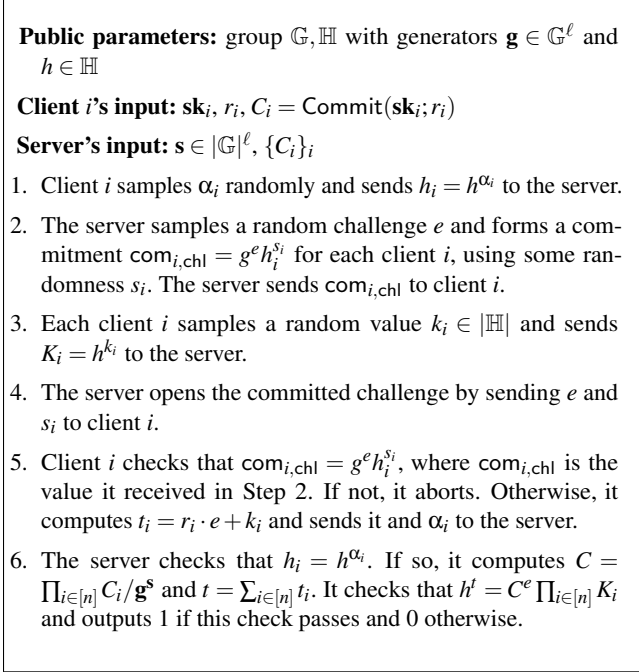 Public parameters: group 𝔾,ℍ with generators g ∈ 𝔾^ℓ and
h ∈ ℍ
Client i's input: sk_i, r_i, C_i = Commit(sk_i; r_i)
Server's input: s ∈ |𝔾|^ℓ, {C_i}_i
1. Client i samples α_i randomly and sends h_i = h^{α_i} to the server.
2. The server samples a random challenge e and forms a com-
mitment com_{i,chl} = g^e h_i^{s_i} for each client i, using some ran-
domness s_i. The server sends com_{i,chl} to client i.
3. Each client i samples a random value k_i ∈ |ℍ| and sends
K_i = h^{k_i} to the server.
4. The server opens the committed challenge by sending e and
s_i to client i.
5. Client i checks that com_{i,chl} = g^e h_i^{s_i}, where com_{i,chl} is the
value it received in Step 2. If not, it aborts. Otherwise, it
computes t_i = r_i · e + k_i and sends it and α_i to the server.
6. The server checks that h_i = h^{α_i}. If so, it computes C =
∏_{i∈[n]} C_i/g^s and t = ∑_{i∈[n]} t_i. It checks that h^t = C^e ∏_{i∈[n]} K_i
and outputs 1 if this check passes and 0 otherwise.